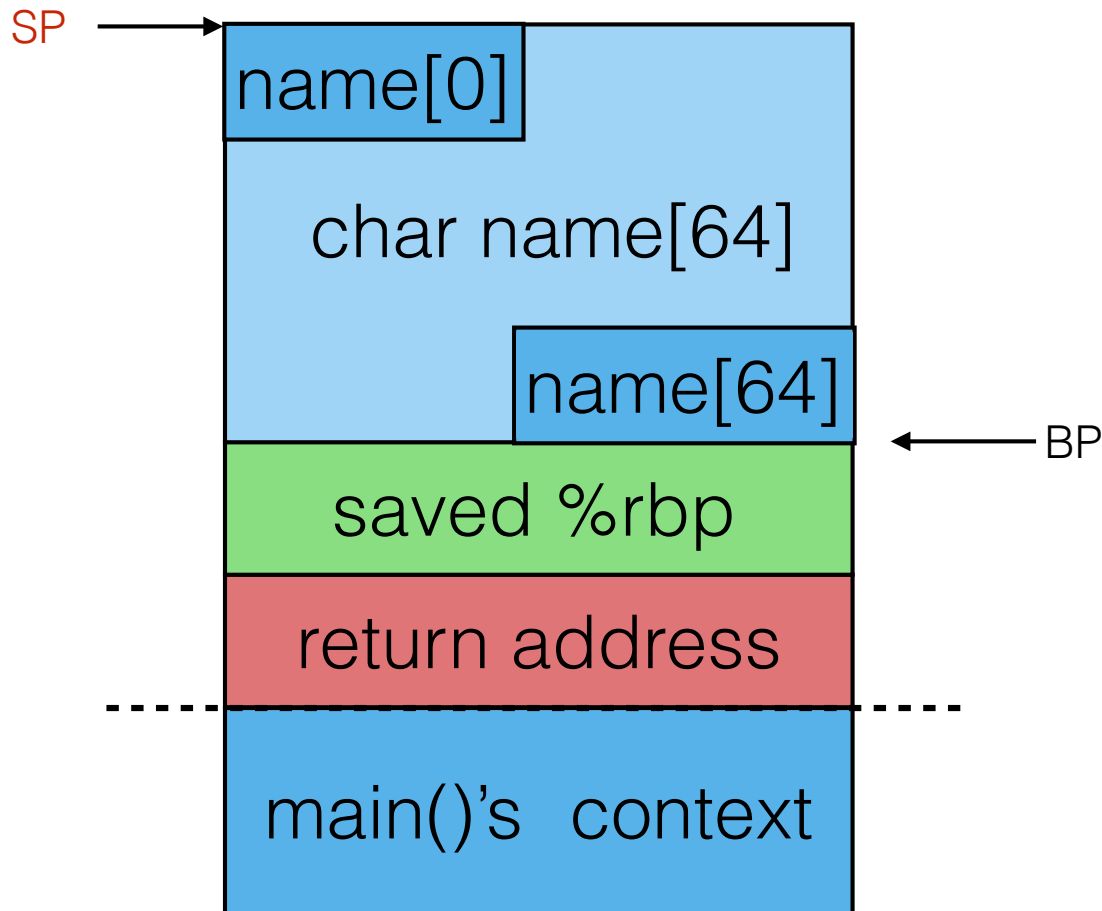 SP
name[0]
char name[64]
name[64]
BP
saved %rbp
return address
main()’s context